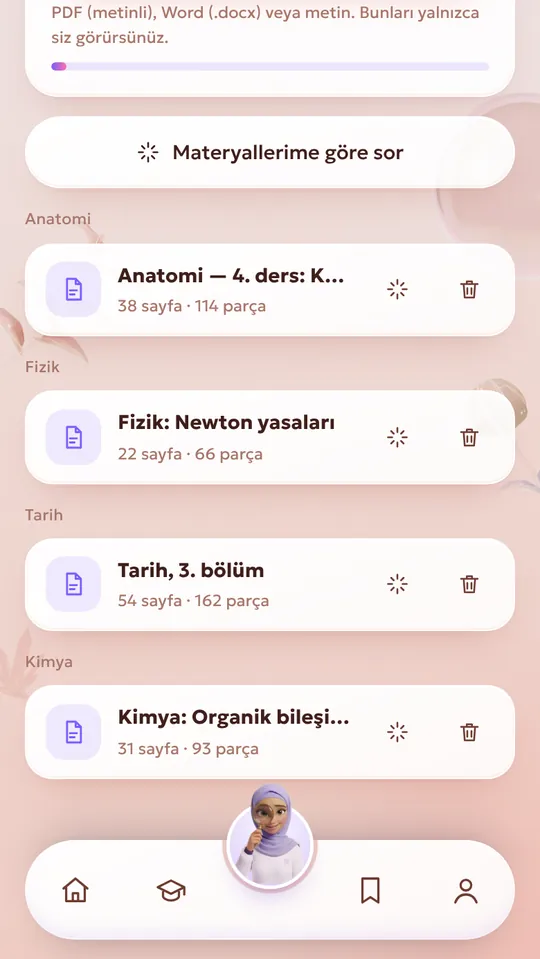 PDF (metinli), Word (.docx) veya metin. Bunları yalnızca
siz görürsünüz.
Materyallerime göre sor
Anatomi
Anatomi — 4. ders: K...
38 sayfa · 114 parça
Fizik
Fizik: Newton yasaları
22 sayfa · 66 parça
Tarih
Tarih, 3. bölüm
54 sayfa · 162 parça
Kimya
Kimya: Organik bileşi...
31 sayfa · 93 parça